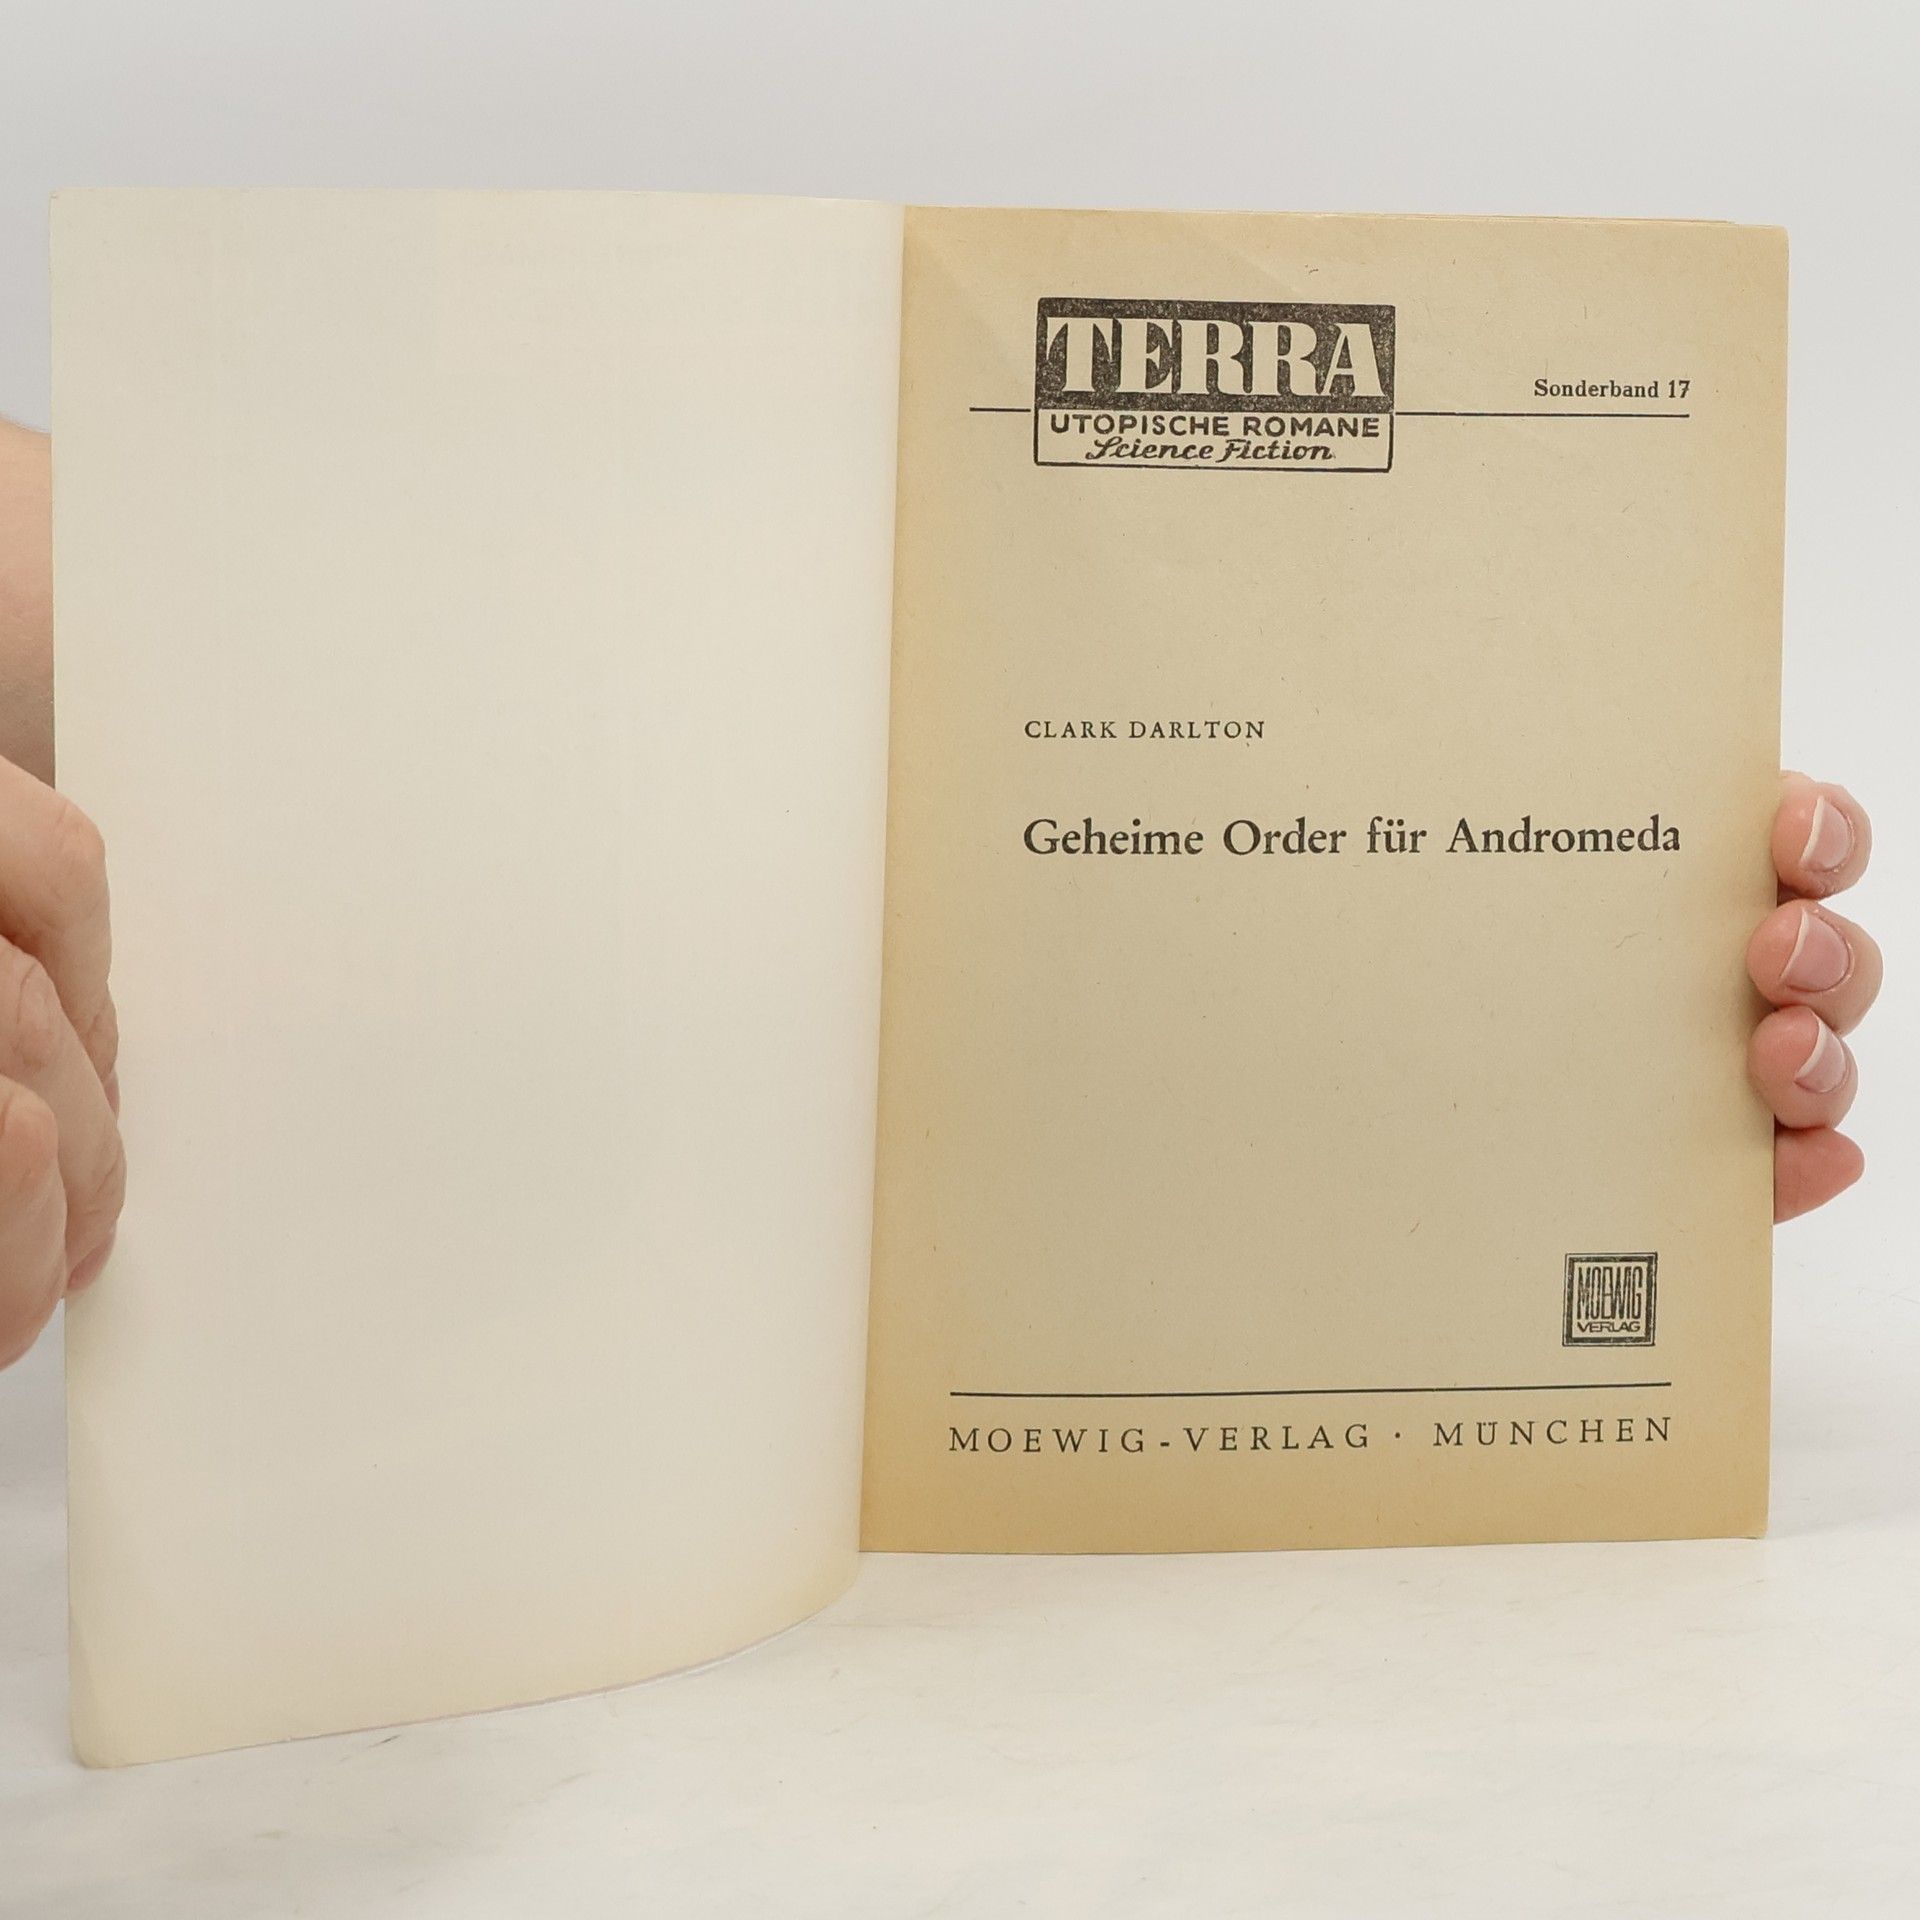 TERRA
UTOPISCHE ROMANE
Science Fiction
Sonderband 17
CLARK DARLTON
Geheime Order für Andromeda
MOEWIG
VERLAG
MOEWIG-VERLAG · MÜNCHEN